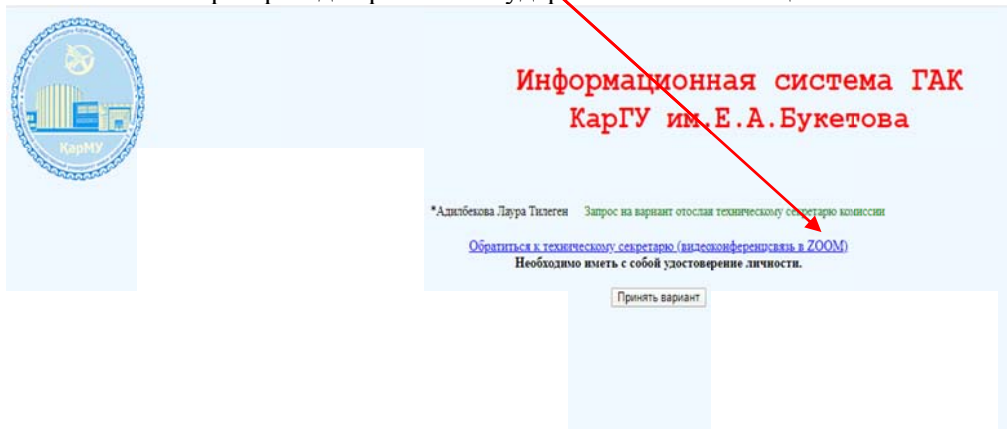 Информационная система ГАК
КарГУ им.Е.А.Букетова
ҚарМУ
*Адилбекова Лаура Тилеген Запрос на вариант отослан техническому секретарю комиссии
Обратиться к техническому секретарю (видеоконференцсвязь в ZOOM)
Необходимо иметь с собой удостоверение личности.
Принять вариант